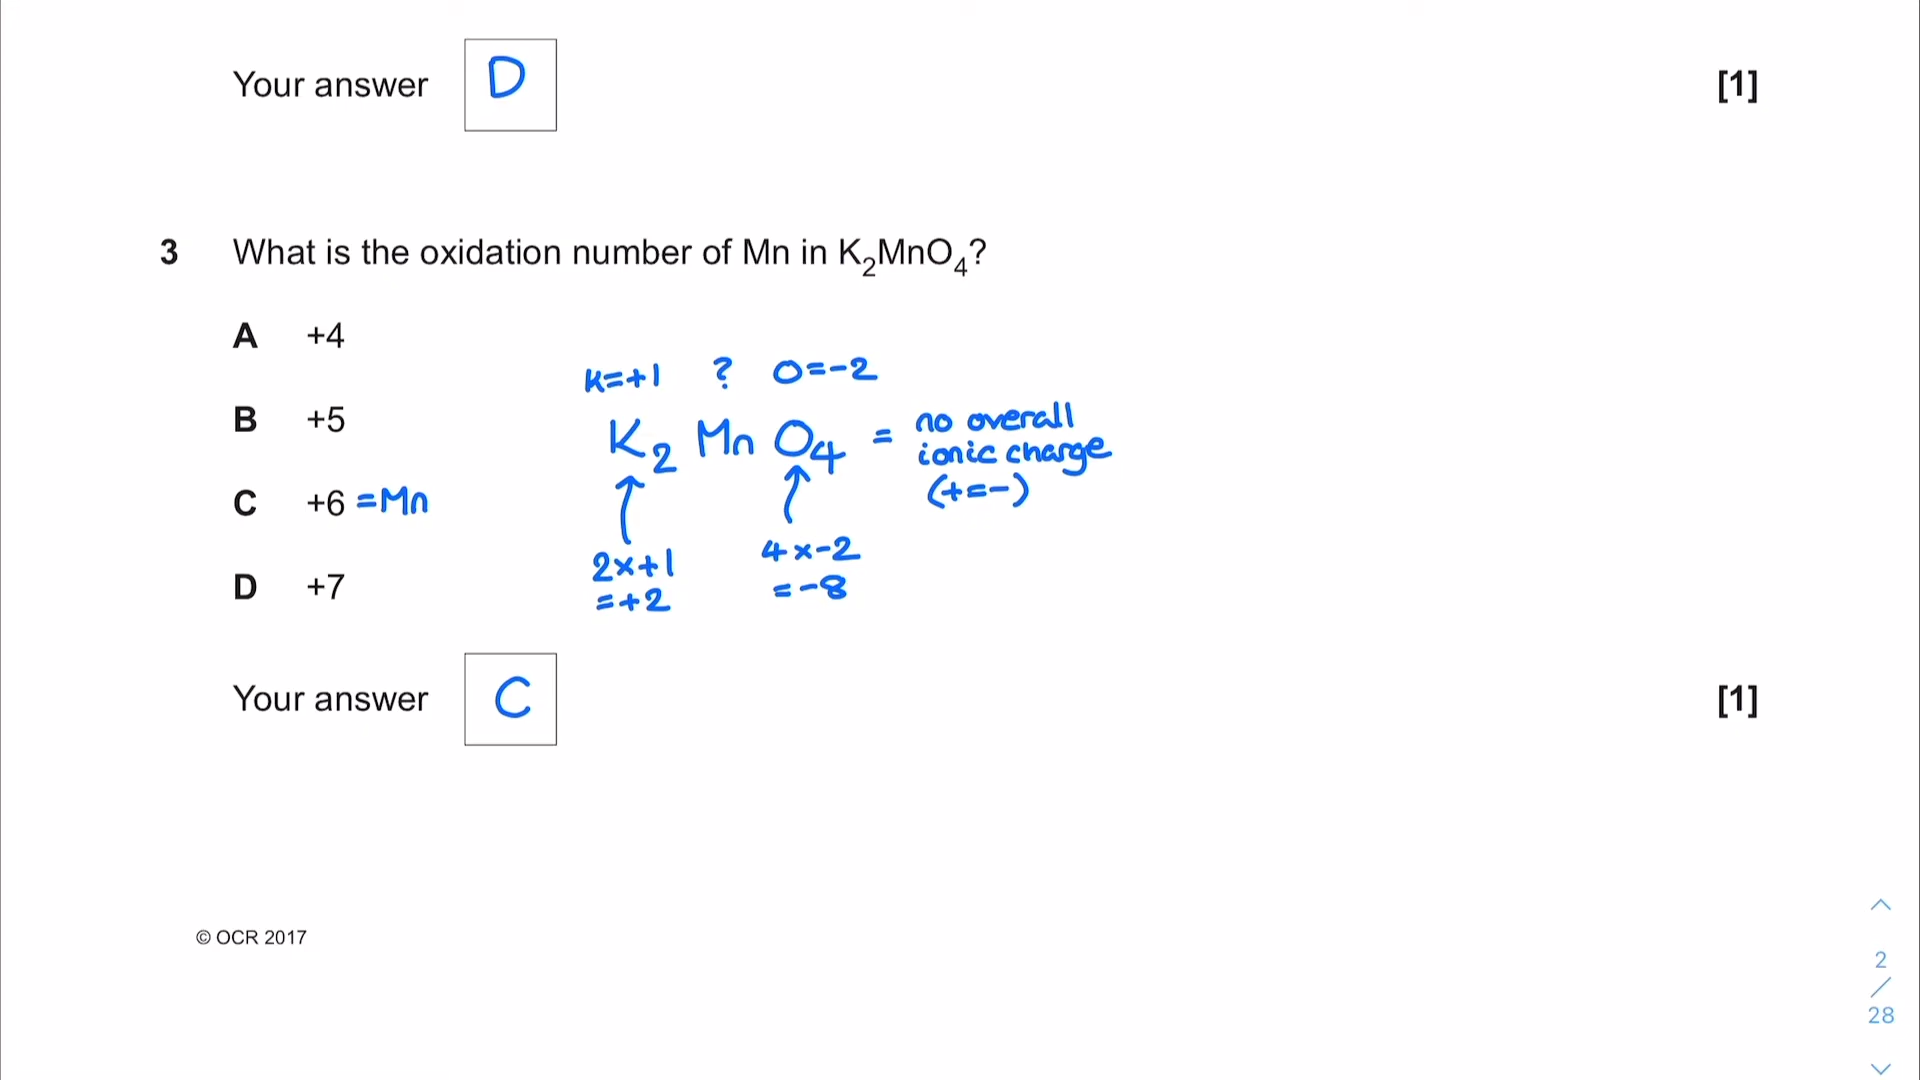 Your answer D [1]
3 What is the oxidation number of Mn in K₂MnO₄?
A +4
K=+1 ? O=-2
B +5
K₂ Mn O₄ = no overall
ionic charge
(+=-)
C +6 =Mn
2x+1
=+2
4x-2
=-8
D +7
Your answer C [1]
© OCR 2017
2
/
28